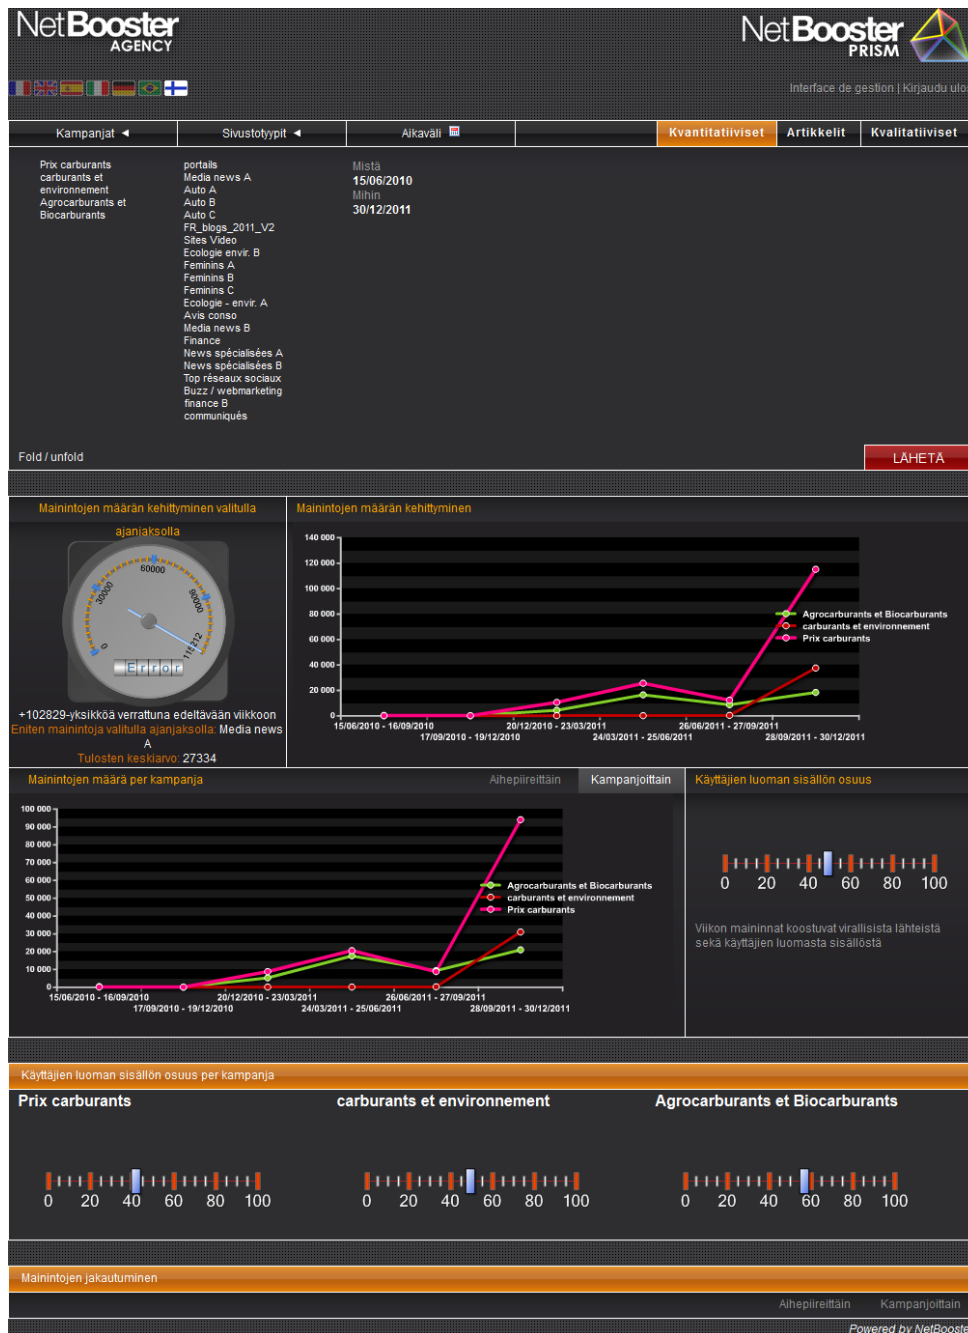 NetBooster
AGENCY
NetBooster
PRISM
Interface de gestion | Kirjaudu ulos
Kampanjat ◄
Sivustotyypit ◄
Aikaväli
Kvantitatiiviset
Artikkelit
Kvalitatiiviset
Prix carburants
carburants et
environnement
Agrocarburants et
Biocarburants
portails
Media news A
Auto A
Auto B
Auto C
FR_blogs_2011_V2
Sites Video
Ecologie envir. B
Feminins A
Feminins B
Feminins C
Ecologie - envir. A
Avis conso
Media news B
Finance
News spécialisées A
News spécialisées B
Top réseaux sociaux
Buzz / webmarketing
finance B
communiqués
Mistä
15/06/2010
Mihin
30/12/2011
Fold / unfold
LÄHETÄ
Mainintojen määrän kehittyminen valitulla
ajanjaksolla
0
30000
60000
90000
115212
Error
+102829-yksikköä verrattuna edeltävään viikkoon
Eniten mainintoja valitulla ajanjaksolla: Media news
A
Tulosten keskiarvo: 27334
Mainintojen määrän kehittyminen
140 000
120 000
100 000
80 000
60 000
40 000
20 000
0
Agrocarburants et Biocarburants
carburants et environnement
Prix carburants
15/06/2010 - 16/09/2010
17/09/2010 - 19/12/2010
20/12/2010 - 23/03/2011
24/03/2011 - 25/06/2011
26/06/2011 - 27/09/2011
28/09/2011 - 30/12/2011
Mainintojen määrä per kampanja
Aihepiireittäin
Kampanjoittain
100 000
90 000
80 000
70 000
60 000
50 000
40 000
30 000
20 000
10 000
0
Agrocarburants et Biocarburants
carburants et environnement
Prix carburants
15/06/2010 - 16/09/2010
17/09/2010 - 19/12/2010
20/12/2010 - 23/03/2011
24/03/2011 - 25/06/2011
26/06/2011 - 27/09/2011
28/09/2011 - 30/12/2011
Käyttäjien luoman sisällön osuus
0 20 40 60 80 100
Viikon maininnat koostuvat virallisista lähteistä
sekä käyttäjien luomasta sisällöstä
Käyttäjien luoman sisällön osuus per kampanja
Prix carburants
0 20 40 60 80 100
carburants et environnement
0 20 40 60 80 100
Agrocarburants et Biocarburants
0 20 40 60 80 100
Mainintojen jakautuminen
Aihepiireittäin
Kampanjoittain
Powered by NetBooster